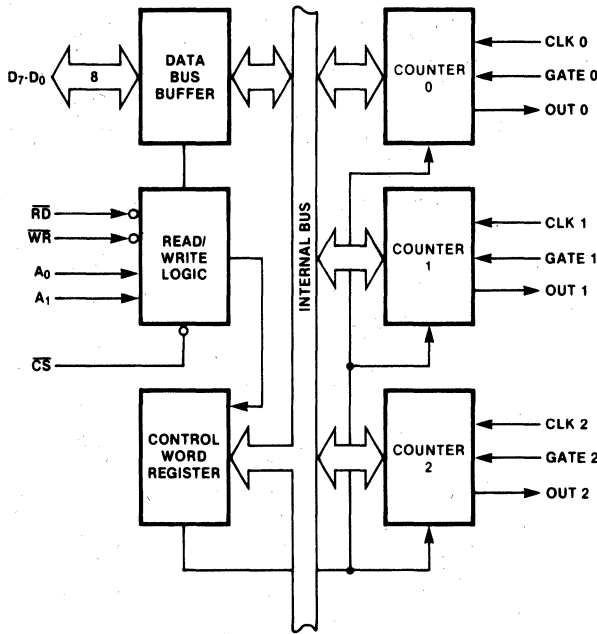 D7-D0
8
DATA
BUS
BUFFER
COUNTER
0
CLK 0
GATE 0
OUT 0
RD
WR
A0
A1
CS
READ/
WRITE
LOGIC
INTERNAL BUS
COUNTER
1
CLK 1
GATE 1
OUT 1
CONTROL
WORD
REGISTER
COUNTER
2
CLK 2
GATE 2
OUT 2